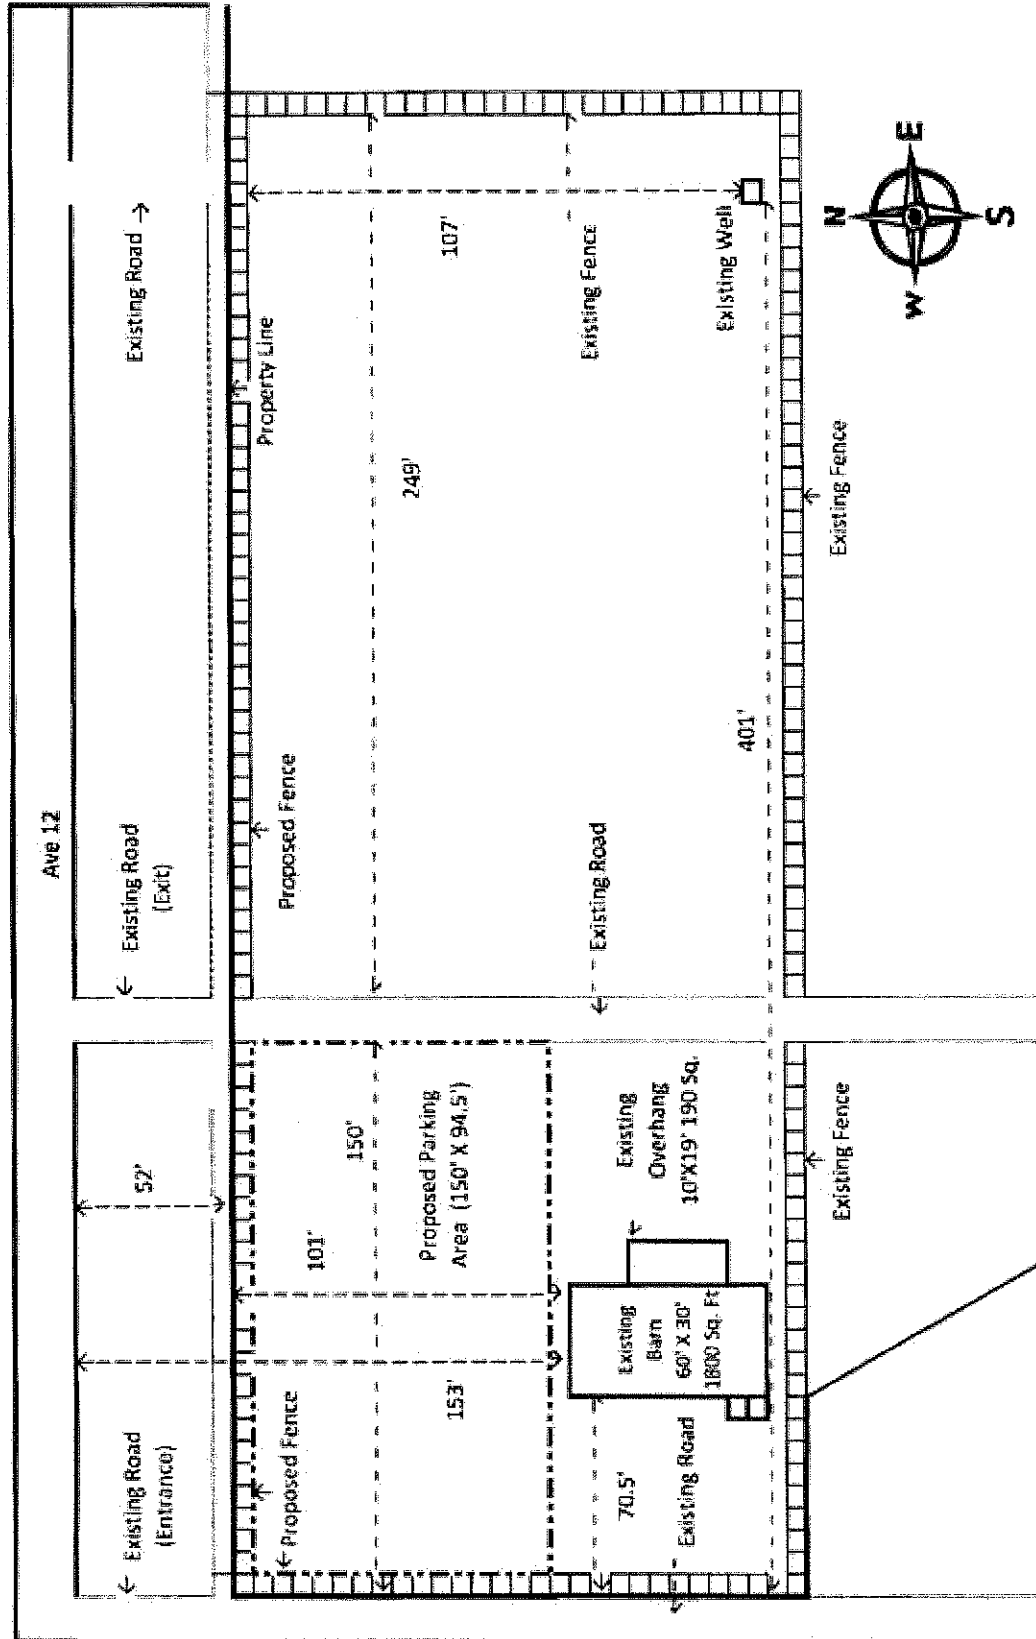 Ave 12
Existing Road
(Entrance)
52'
Existing Road
(Exit)
Existing Road
Property Line
Proposed Fence
Proposed Fence
101'
150'
153'
Proposed Parking
Area (150" X 94.5')
249'
107'
Existing Fence
Existing Well
Existing Road
70.5'
Existing
Barn
60' X 30'
1800 Sq. Ft
Existing
Overhang
10'X19' 190 Sq.
Existing Road
401'
Existing Fence
Existing Fence
N
E
S
W